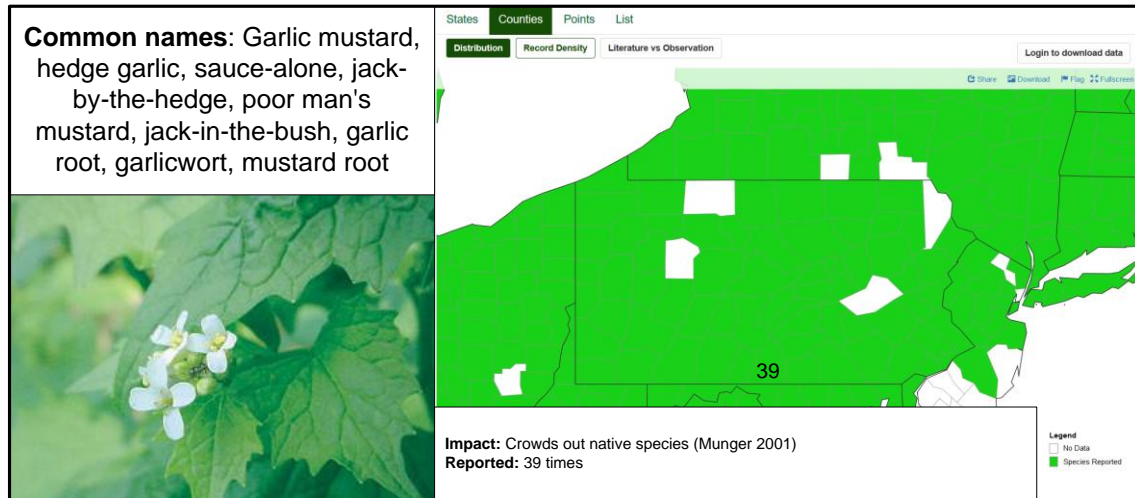 Common names: Garlic mustard,
hedge garlic, sauce-alone, jack-
by-the-hedge, poor man's
mustard, jack-in-the-bush, garlic
root, garlicwort, mustard root
States Counties Points List
Distribution Record Density Literature vs Observation
Login to download data
Share Download Flag Fullscreen
39
Impact: Crowds out native species (Munger 2001)
Reported: 39 times
Legend
No Data
Species Reported